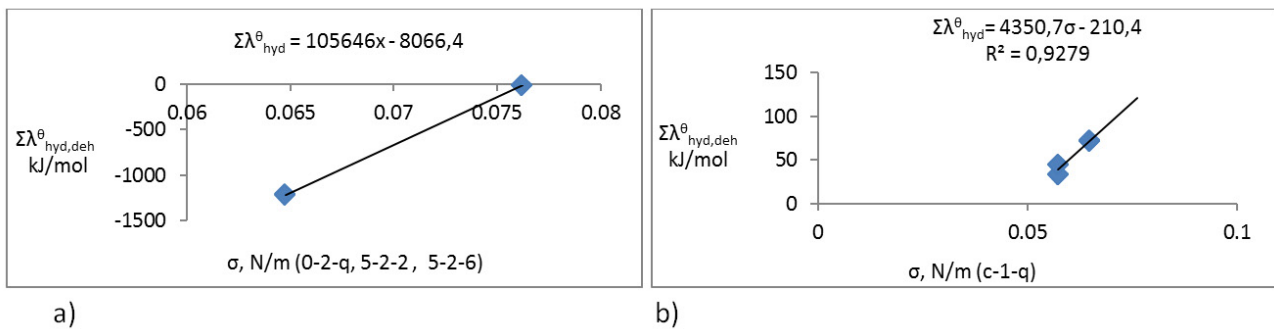 Σλθhyd = 105646x - 8066,4
0
0.06 0.065 0.07 0.075 0.08
-500
-1000
-1500
Σλθhyd,deh
kJ/mol
σ, N/m (0-2-q, 5-2-2 , 5-2-6)
a)
Σλθhyd= 4350,7σ - 210,4
R² = 0,9279
150
100
50
0
Σλθhyd,deh
kJ/mol
0 0.05 0.1
σ, N/m (c-1-q)
b)